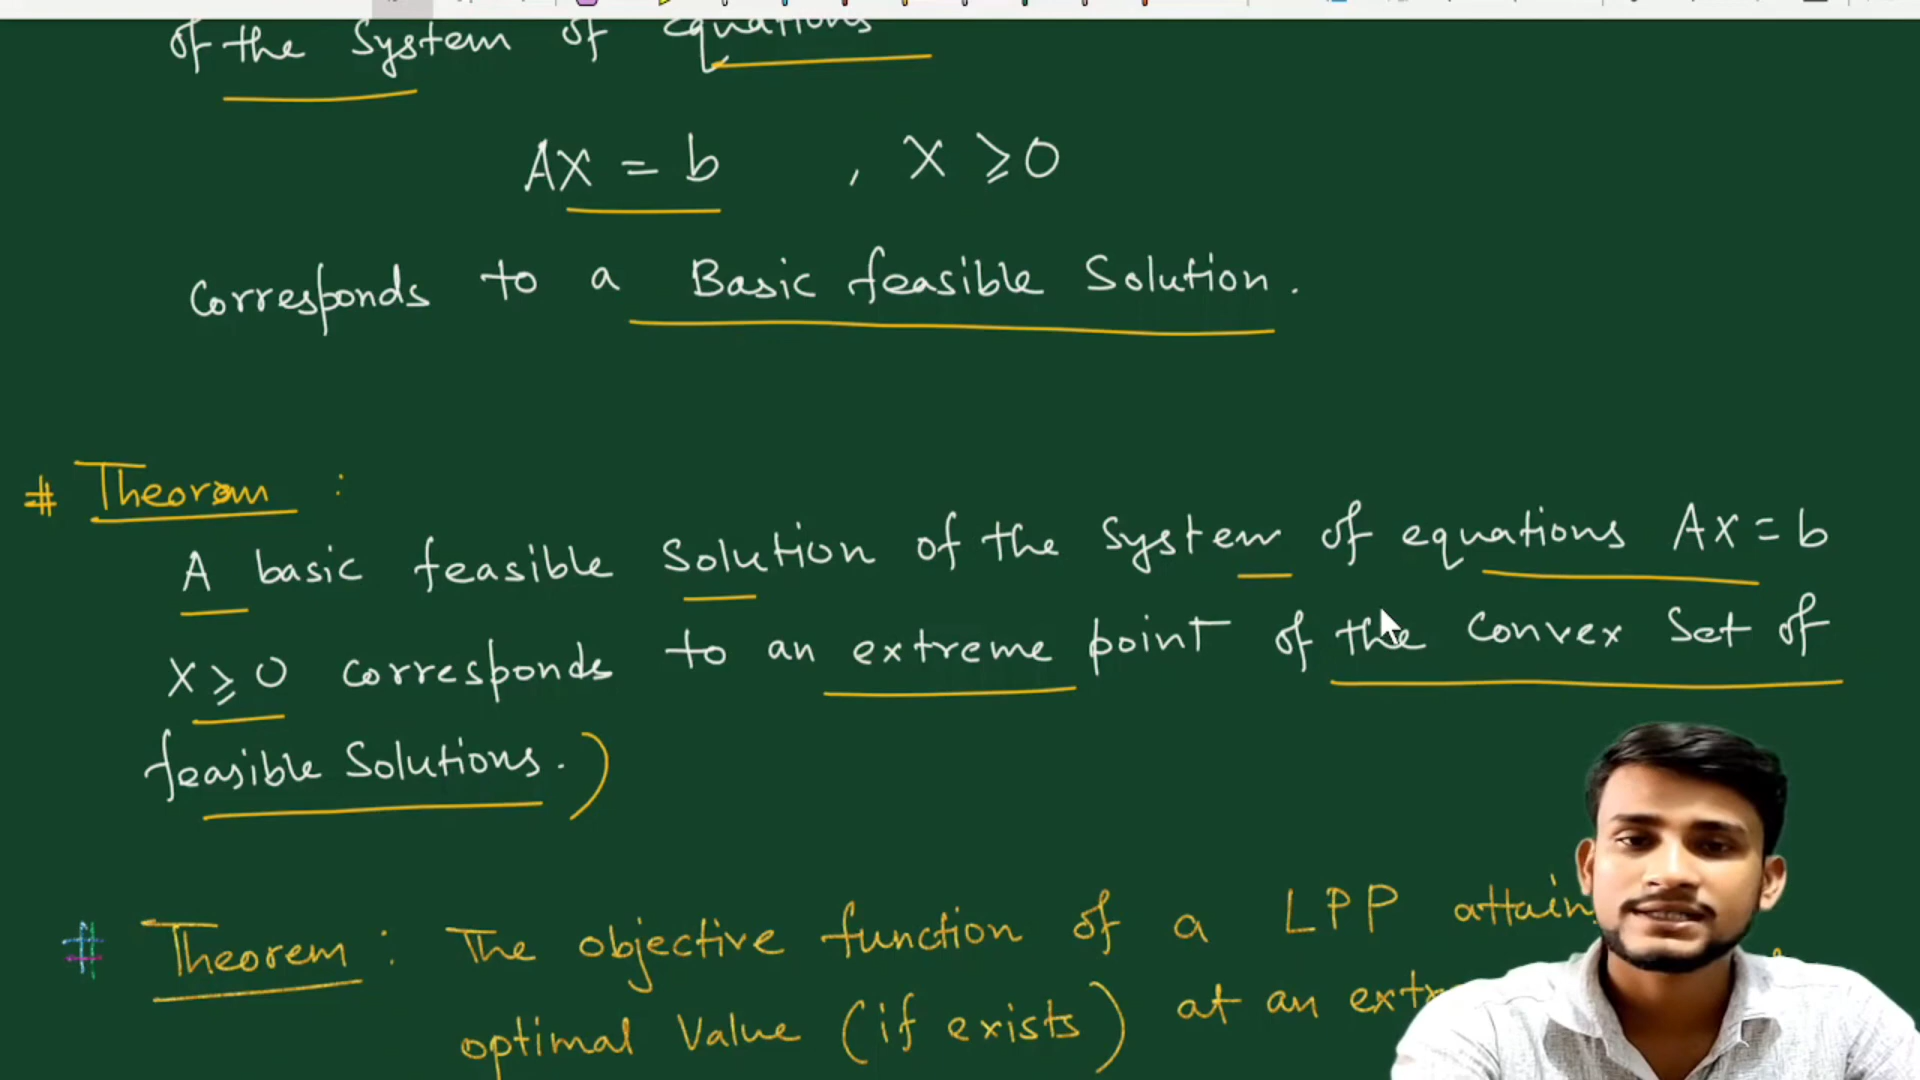 of the System of equations
AX = b , X ⩾ 0
Corresponds to a Basic feasible Solution.
# Theorem :
A basic feasible Solution of the System of equations AX = b
X ⩾ 0 corresponds to an extreme point of the Convex Set of
feasible Solutions. )
# Theorem : The objective function of a LPP
optimal Value (if exists) at an